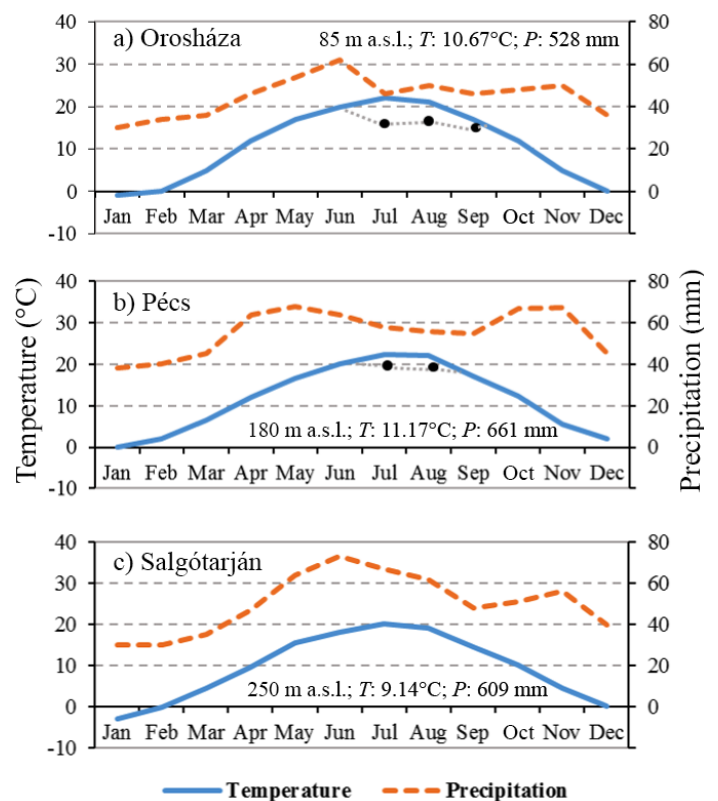 a) Orosháza
85 m a.s.l.; T: 10.67°C; P: 528 mm
40
30
20
10
0
-10
80
60
40
20
0
Jan Feb Mar Apr May Jun Jul Aug Sep Oct Nov Dec
Temperature (°C)
Precipitation (mm)
b) Pécs
180 m a.s.l.; T: 11.17°C; P: 661 mm
40
30
20
10
0
-10
80
60
40
20
0
Jan Feb Mar Apr May Jun Jul Aug Sep Oct Nov Dec
c) Salgótarján
250 m a.s.l.; T: 9.14°C; P: 609 mm
40
30
20
10
0
-10
80
60
40
20
0
Jan Feb Mar Apr May Jun Jul Aug Sep Oct Nov Dec
Temperature Precipitation